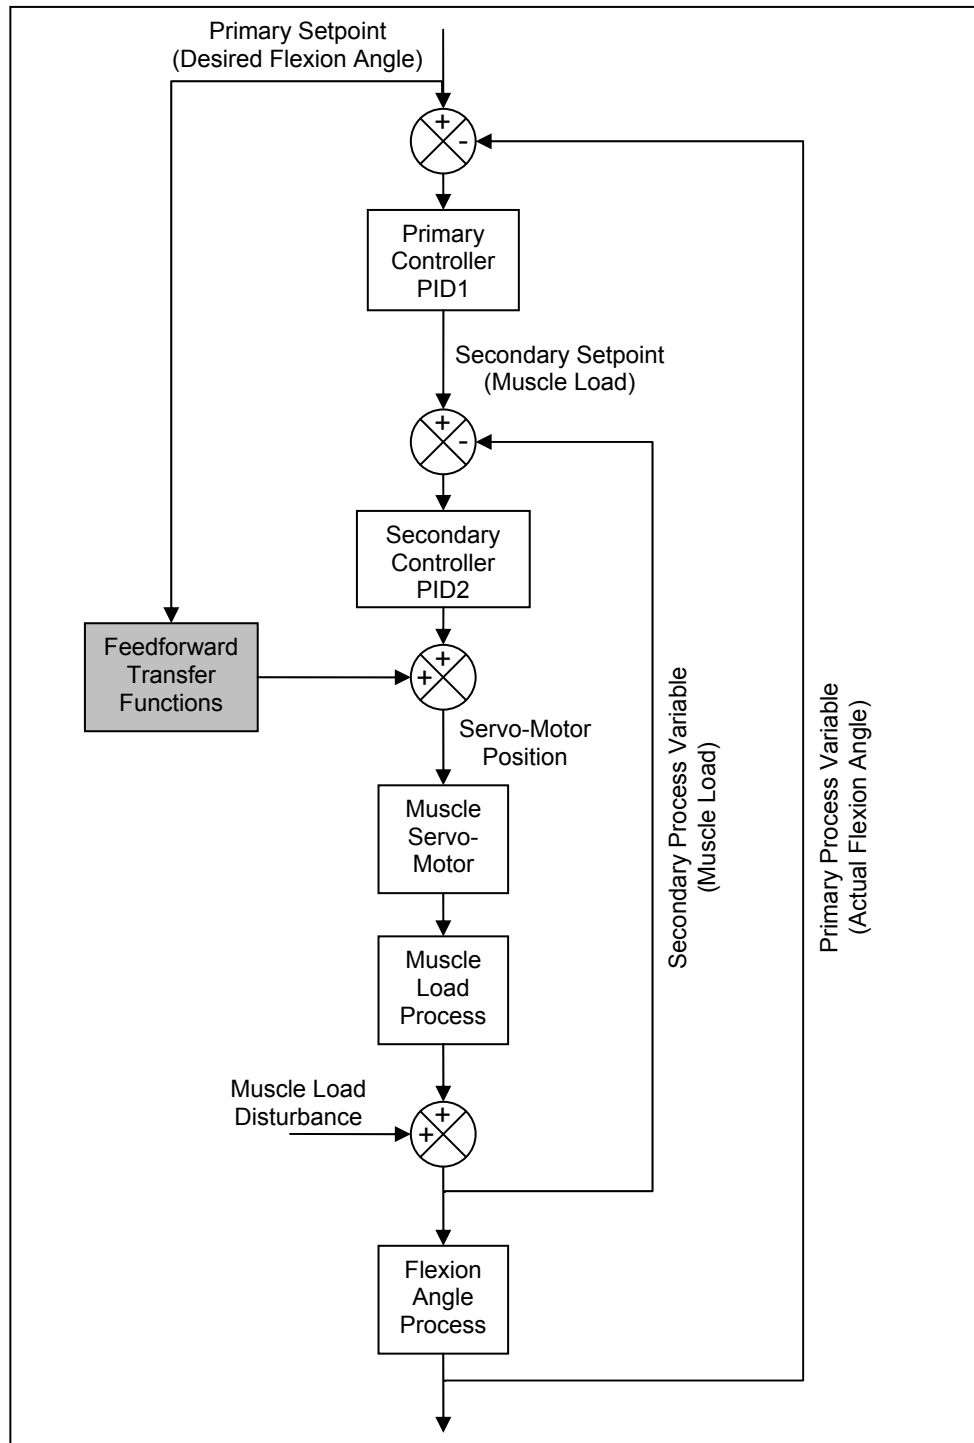 Primary Setpoint
(Desired Flexion Angle)
+
-
Primary
Controller
PID1
Secondary Setpoint
(Muscle Load)
+
-
Secondary
Controller
PID2
Feedforward
Transfer
Functions
+
+
Servo-Motor
Position
Muscle
Servo-
Motor
Muscle
Load
Process
Muscle Load
Disturbance
+
+
Flexion
Angle
Process
Secondary Process Variable
(Muscle Load)
Primary Process Variable
(Actual Flexion Angle)